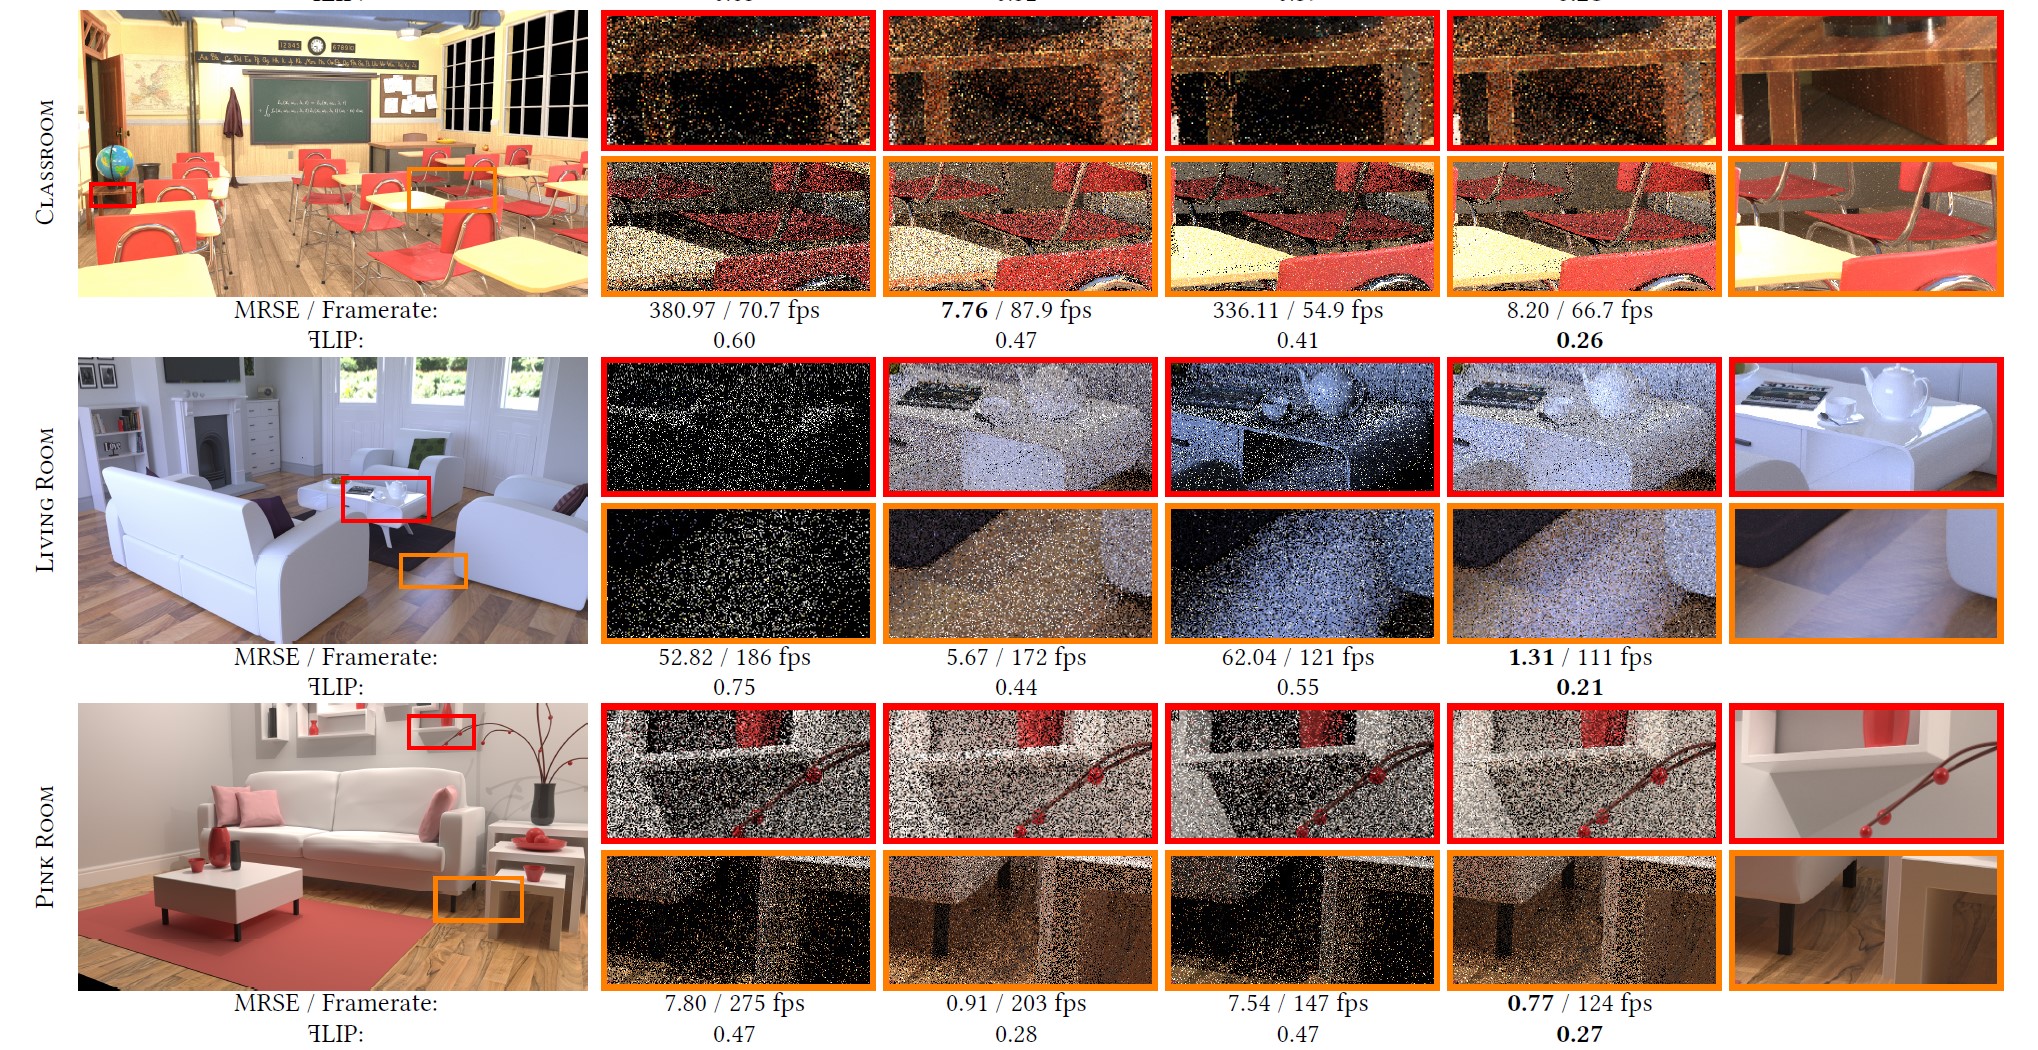 CLASSROOM
MRSE / Framerate: 380.97 / 70.7 fps 7.76 / 87.9 fps 336.11 / 54.9 fps 8.20 / 66.7 fps
ꟻLIP: 0.60 0.47 0.41 0.26
LIVING ROOM
MRSE / Framerate: 52.82 / 186 fps 5.67 / 172 fps 62.04 / 121 fps 1.31 / 111 fps
ꟻLIP: 0.75 0.44 0.55 0.21
PINK ROOM
MRSE / Framerate: 7.80 / 275 fps 0.91 / 203 fps 7.54 / 147 fps 0.77 / 124 fps
ꟻLIP: 0.47 0.28 0.47 0.27